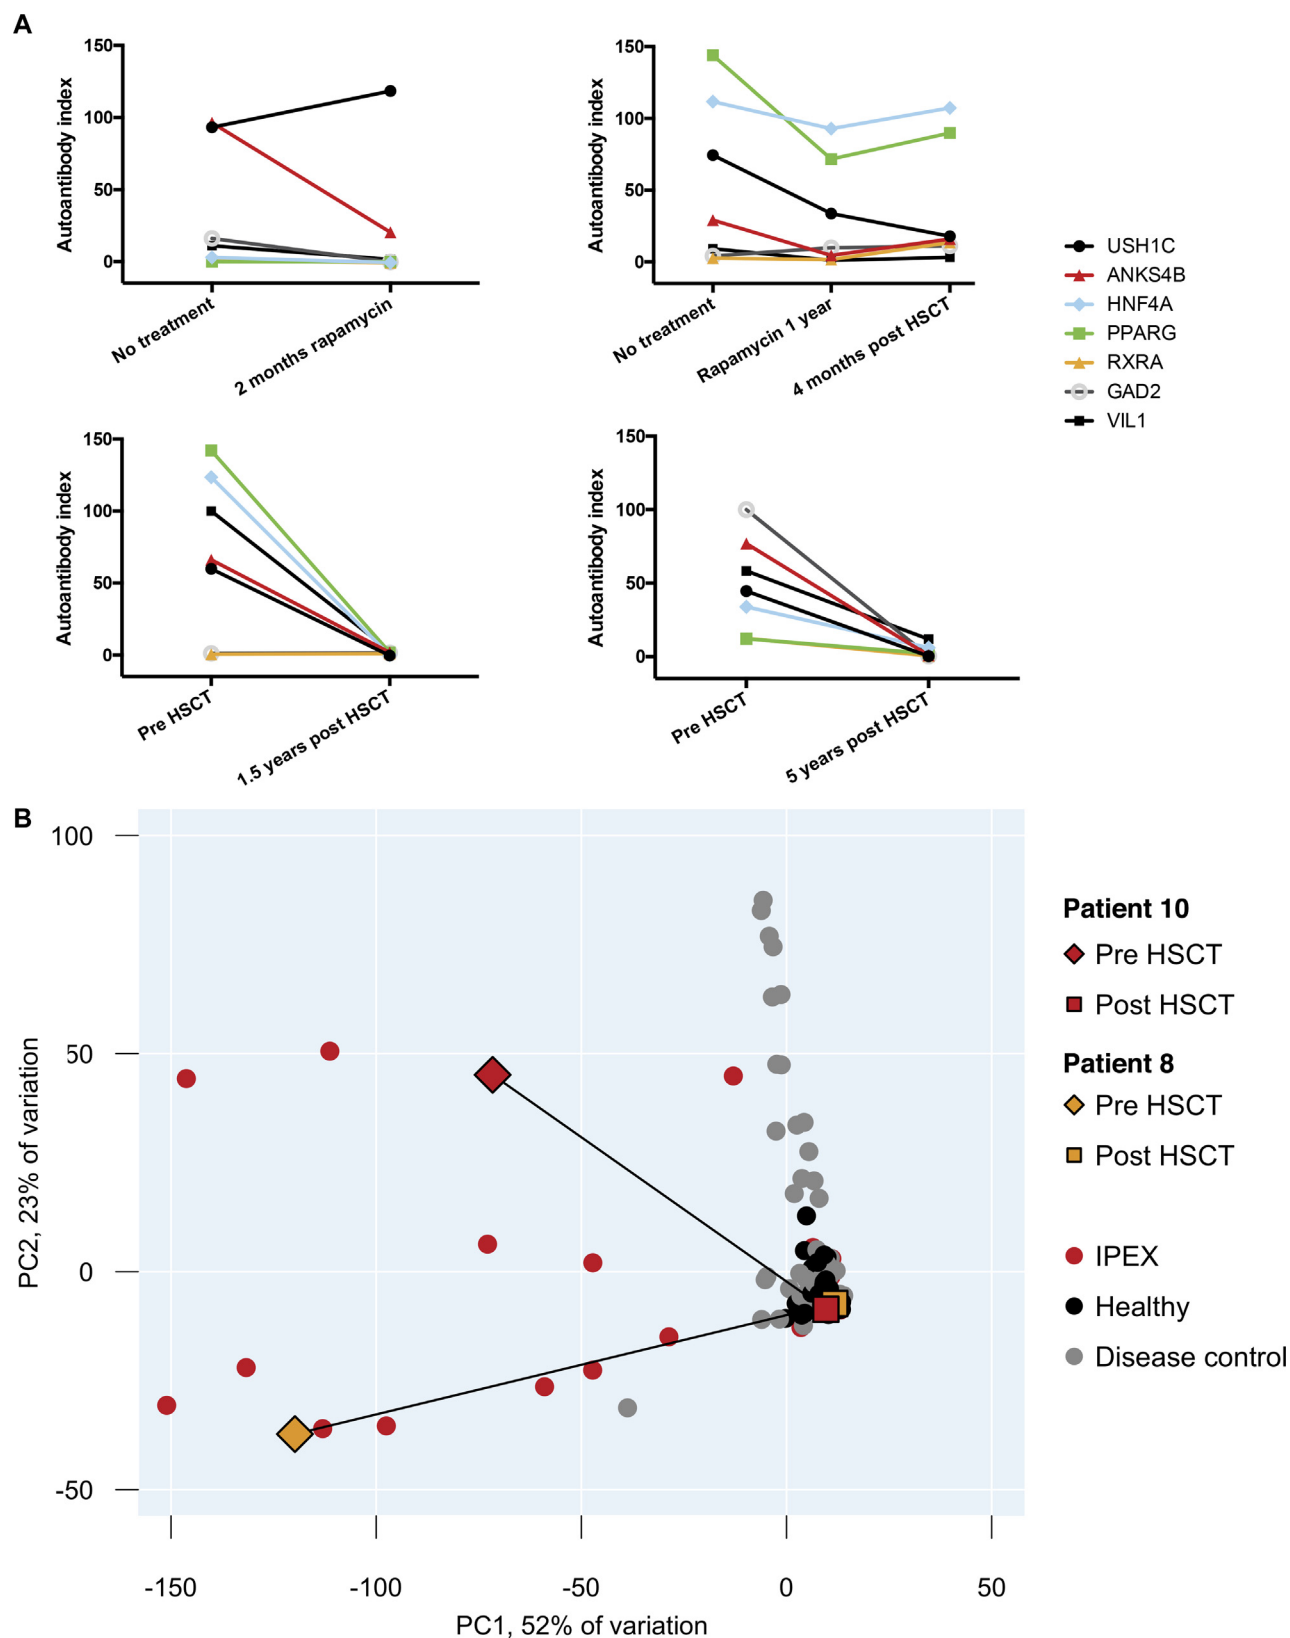 A
150
100
50
0
Autoantibody index
No treatment
2 months rapamycin
150
100
50
0
Autoantibody index
No treatment
Rapamycin 1 year
4 months post HSCT
USH1C
ANKS4B
HNF4A
PPARG
RXRA
GAD2
VIL1
150
100
50
0
Autoantibody index
Pre HSCT
1.5 years post HSCT
150
100
50
0
Autoantibody index
Pre HSCT
5 years post HSCT
B
100
50
0
-50
PC2, 23% of variation
-150
-100
-50
0
50
PC1, 52% of variation
Patient 10
Pre HSCT
Post HSCT
Patient 8
Pre HSCT
Post HSCT
IPEX
Healthy
Disease control